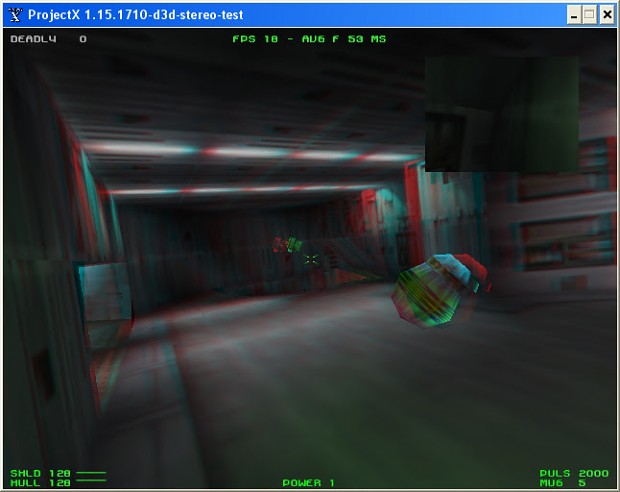 ProjectX 1.15.1710-d3d-stereo-test
DEADLY 0
FPS 18 - AVG F 53 MS
SHLD 128
HULL 128
POWER 1
PULS 2000
MUG 5